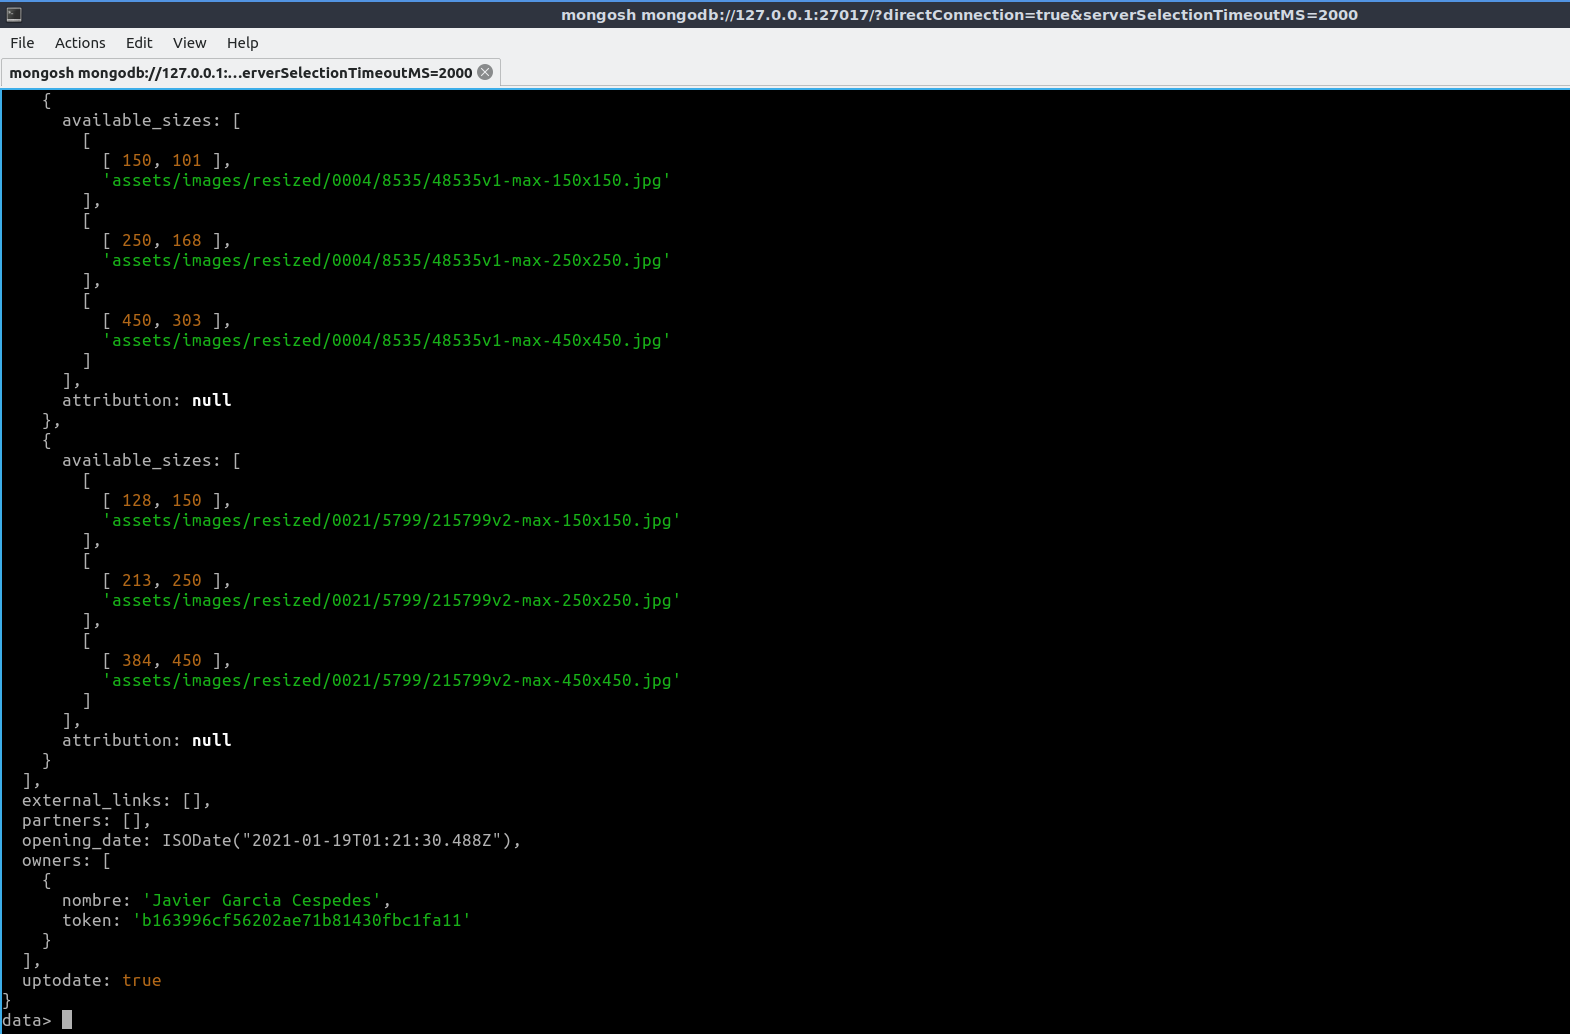 mongosh mongodb://127.0.0.1:27017/?directConnection=true&serverSelectionTimeoutMS=2000
File Actions Edit View Help
mongosh mongodb://127.0.0.1:...erverSelectionTimeoutMS=2000
    {
      available_sizes: [
        [
          [ 150, 101 ],
          'assets/images/resized/0004/8535/48535v1-max-150x150.jpg'
        ],
        [
          [ 250, 168 ],
          'assets/images/resized/0004/8535/48535v1-max-250x250.jpg'
        ],
        [
          [ 450, 303 ],
          'assets/images/resized/0004/8535/48535v1-max-450x450.jpg'
        ]
      ],
      attribution: null
    },
    {
      available_sizes: [
        [
          [ 128, 150 ],
          'assets/images/resized/0021/5799/215799v2-max-150x150.jpg'
        ],
        [
          [ 213, 250 ],
          'assets/images/resized/0021/5799/215799v2-max-250x250.jpg'
        ],
        [
          [ 384, 450 ],
          'assets/images/resized/0021/5799/215799v2-max-450x450.jpg'
        ]
      ],
      attribution: null
    }
  ],
  external_links: [],
  partners: [],
  opening_date: ISODate("2021-01-19T01:21:30.488Z"),
  owners: [
    {
      nombre: 'Javier Garcia Cespedes',
      token: 'b163996cf56202ae71b81430fbc1fa11'
    }
  ],
  uptodate: true
}
data>